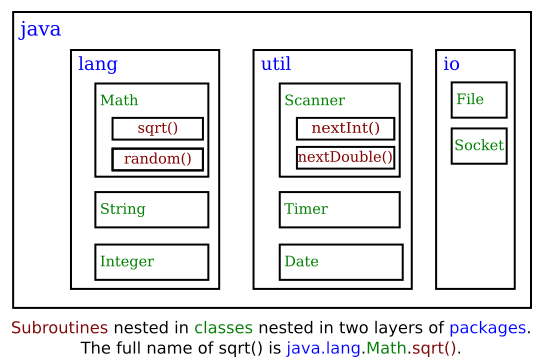 java
lang
Math
sqrt()
random()
String
Integer
util
Scanner
nextInt()
nextDouble()
Timer
Date
io
File
Socket
Subroutines nested in classes nested in two layers of packages.
The full name of sqrt() is java.lang.Math.sqrt().